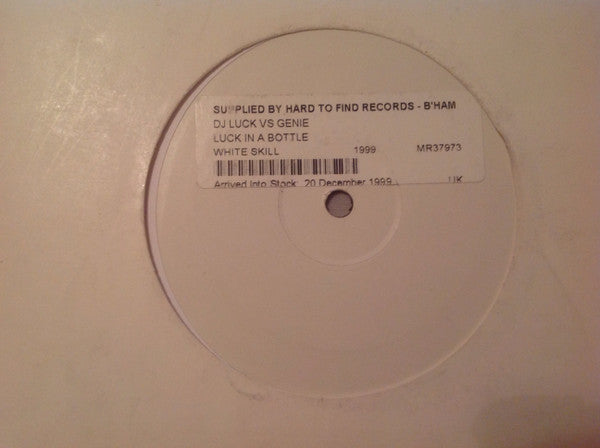 SUPPLIED BY HARD TO FIND RECORDS - B'HAM
DJ LUCK VS GENIE
LUCK IN A BOTTLE
WHITE SKILL 1999 MR37973
Arrived Into Stock: 20 December 1999 UK